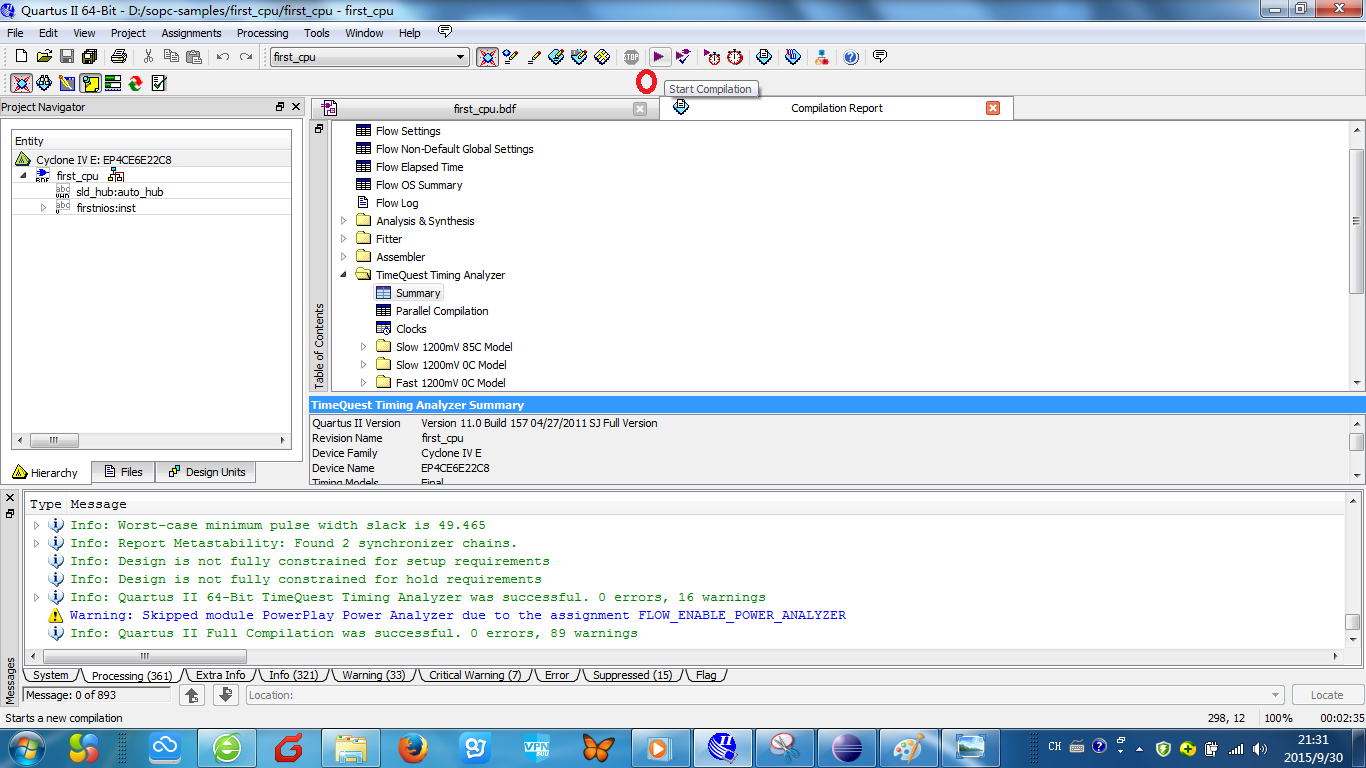 Quartus II 64-Bit - D:/sopc-samples/first_cpu/first_cpu - first_cpu
File Edit View Project Assignments Processing Tools Window Help
first_cpu
STOP
Start Compilation
Project Navigator
first_cpu.bdf
Compilation Report
Entity
Cyclone IV E: EP4CE6E22C8
first_cpu
sld_hub:auto_hub
firstnios:inst
Hierarchy Files Design Units
Table of Contents
Flow Settings
Flow Non-Default Global Settings
Flow Elapsed Time
Flow OS Summary
Flow Log
Analysis & Synthesis
Fitter
Assembler
TimeQuest Timing Analyzer
Summary
Parallel Compilation
Clocks
Slow 1200mV 85C Model
Slow 1200mV 0C Model
Fast 1200mV 0C Model
TimeQuest Timing Analyzer Summary
Quartus II Version Version 11.0 Build 157 04/27/2011 SJ Full Version
Revision Name first_cpu
Device Family Cyclone IV E
Device Name EP4CE6E22C8
Timing Models Final
Type Message
Info: Worst-case minimum pulse width slack is 49.465
Info: Report Metastability: Found 2 synchronizer chains.
Info: Design is not fully constrained for setup requirements
Info: Design is not fully constrained for hold requirements
Info: Quartus II 64-Bit TimeQuest Timing Analyzer was successful. 0 errors, 16 warnings
Warning: Skipped module PowerPlay Power Analyzer due to the assignment FLOW_ENABLE_POWER_ANALYZER
Info: Quartus II Full Compilation was successful. 0 errors, 89 warnings
System Processing (361) Extra Info Info (321) Warning (33) Critical Warning (7) Error Suppressed (15) Flag
Messages
Message: 0 of 893
Location:
Locate
Starts a new compilation
298, 12 100% 00:02:35
VPN
CH
21:31
2015/9/30